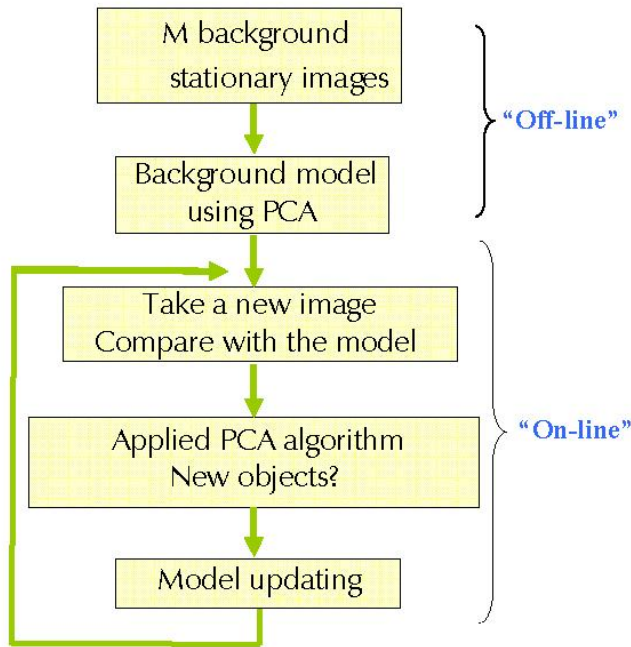 M background
stationary images
“Off-line”
Background model
using PCA
Take a new image
Compare with the model
Applied PCA algorithm
New objects?
“On-line”
Model updating